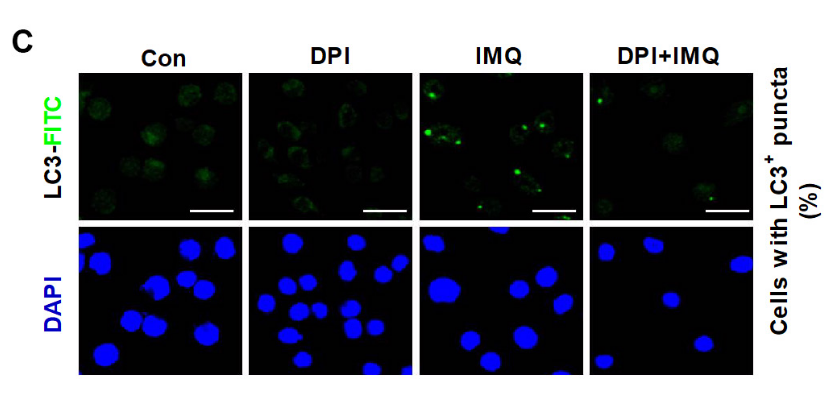 C
Con
DPI
IMQ
DPI+IMQ
LC3-FITC
DAPI
Cells with LC3⁺ puncta
(%)